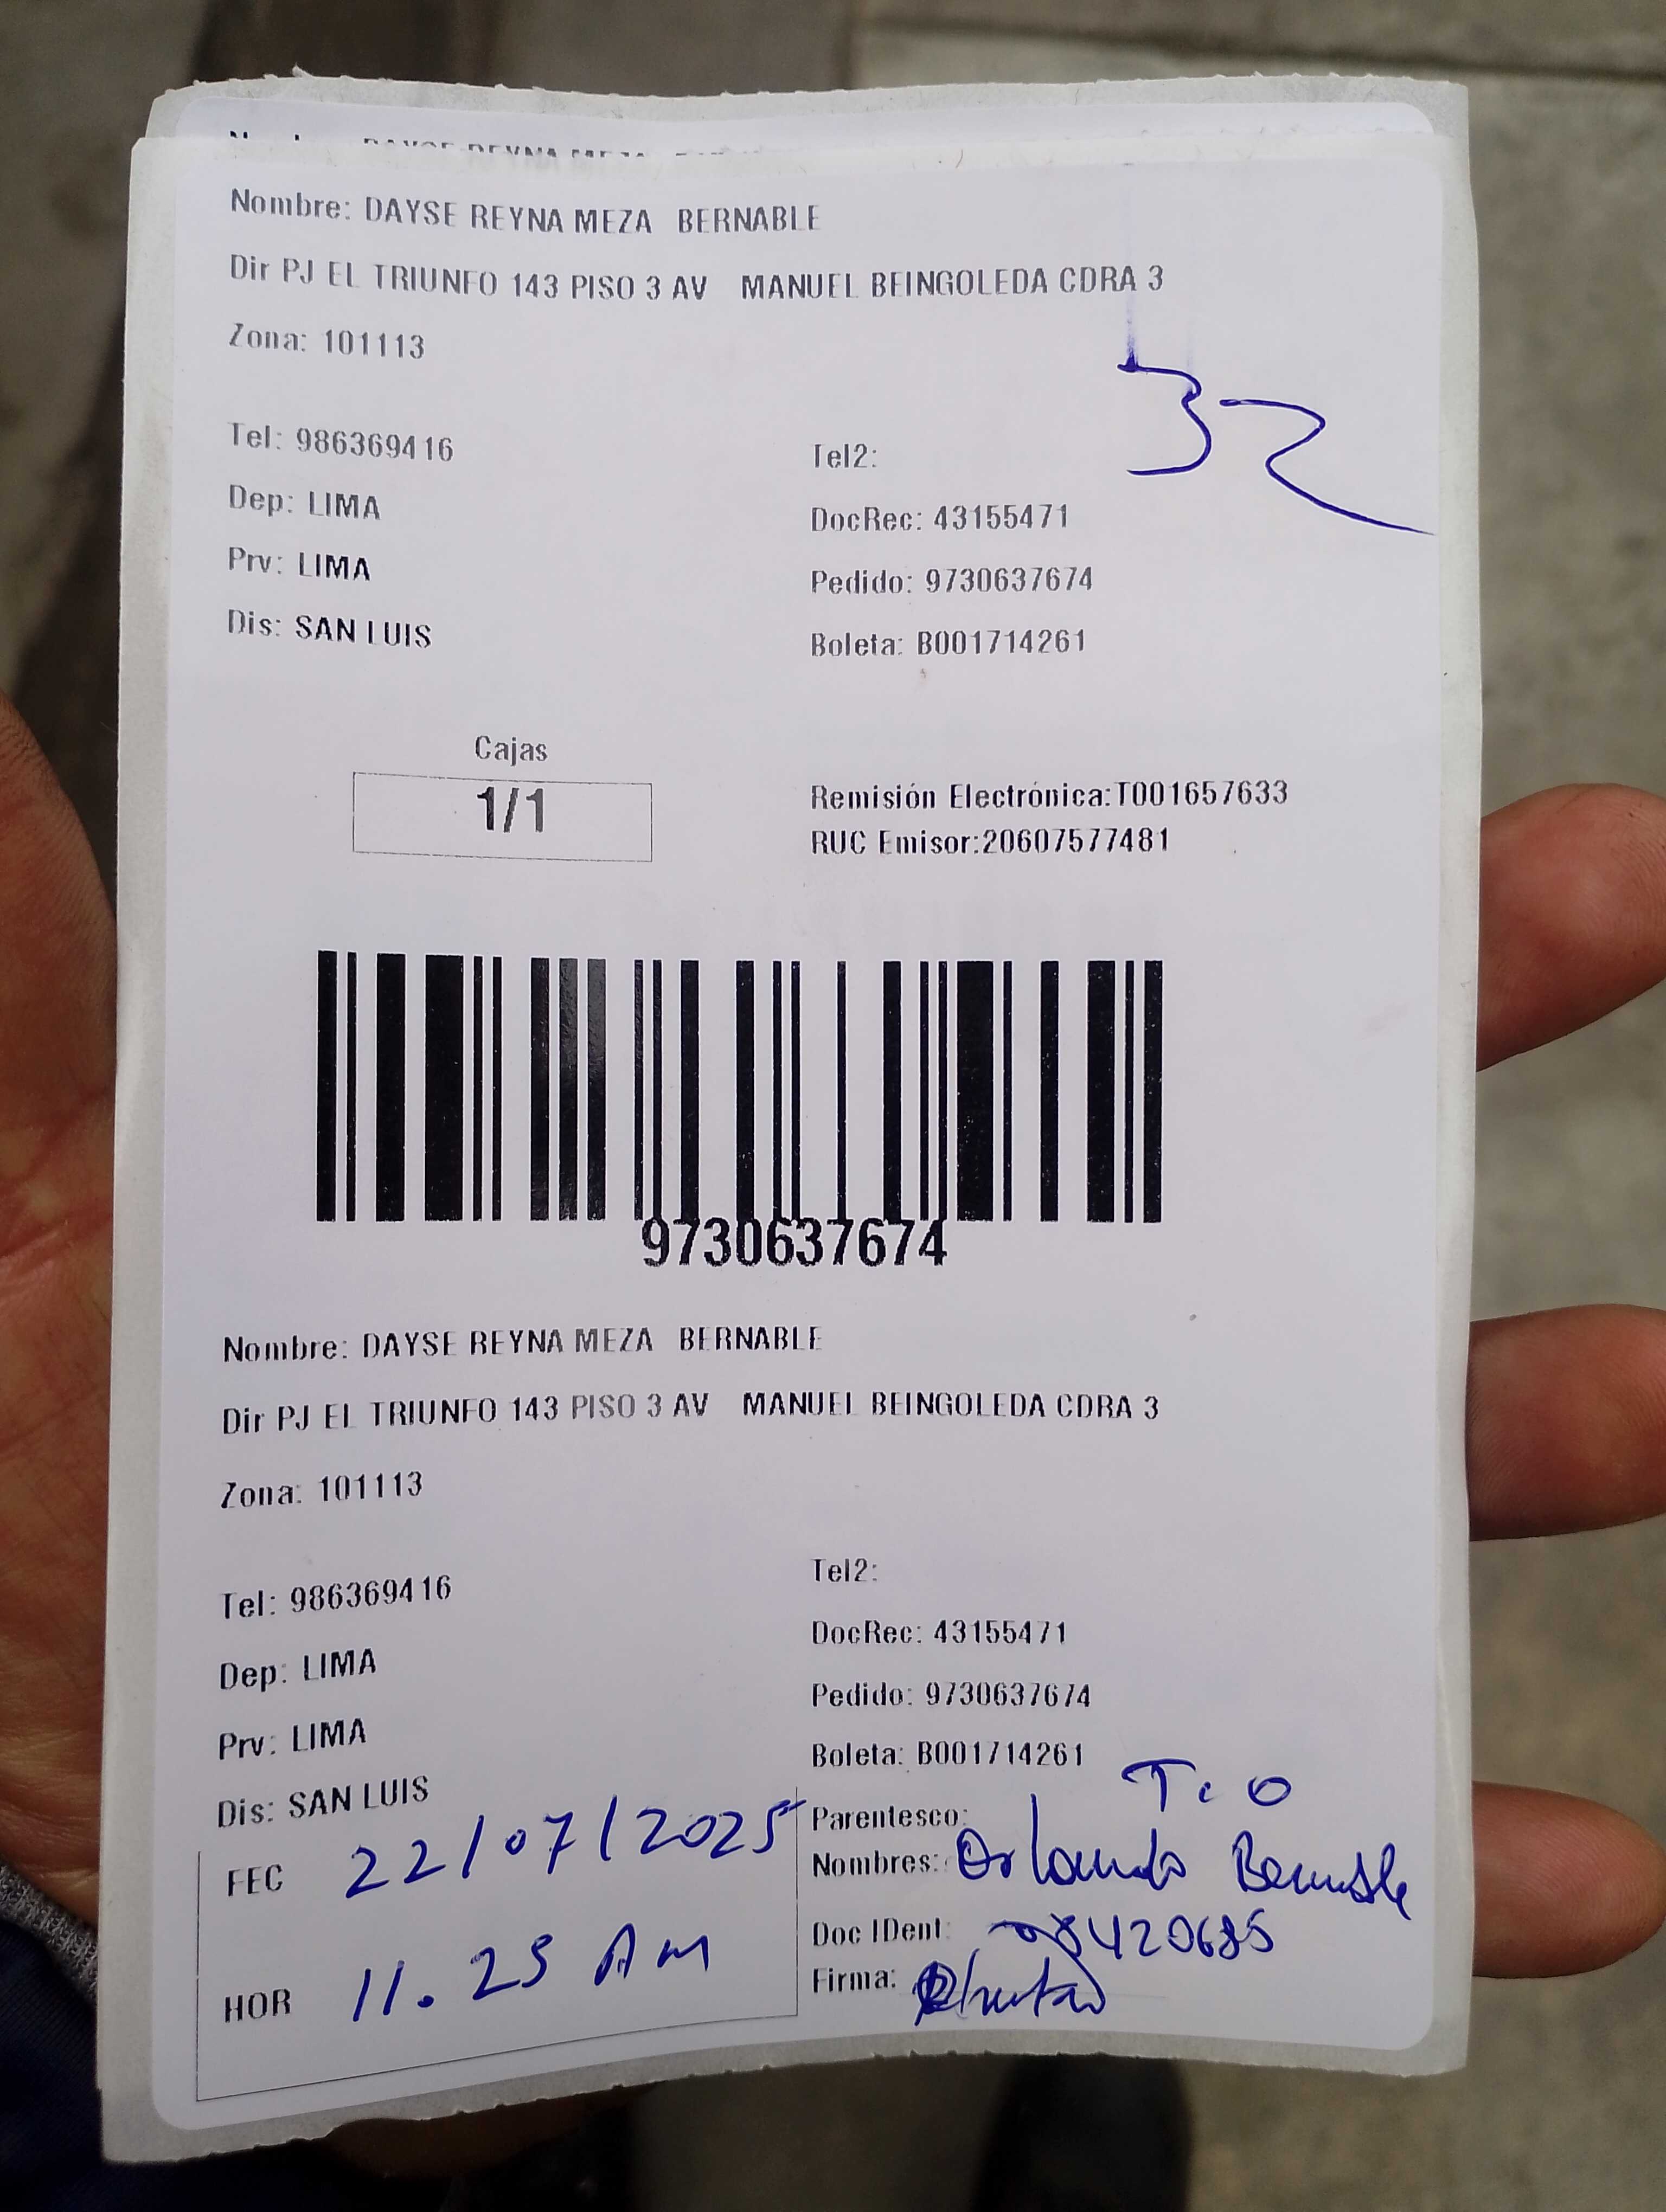 Nombre: DAYSE REYNA MEZA BERNABLE
Dir PJ EL TRIUNFO 143 PISO 3 AV MANUEL BEINGOLEDA CDRA 3
Zona: 101113
32
Tel: 986369416
Tel2:
Dep: LIMA
DocRec: 43155471
Prv: LIMA
Pedido: 9730637674
Dis: SAN LUIS
Boleta: B001714261
Cajas
1/1
Remisión Electrónica:T001657633
RUC Emisor:20607577481
9730637674
Nombre: DAYSE REYNA MEZA BERNABLE
Dir PJ EL TRIUNFO 143 PISO 3 AV MANUEL BEINGOLEDA CDRA 3
Zona: 101113
Tel: 986369416
Tel2:
Dep: LIMA
DocRec: 43155471
Prv: LIMA
Pedido: 9730637674
Dis: SAN LUIS
Boleta: B001714261
FEC 22/07/2025
HOR 11.25 AM
Parentesco: Tio
Nombres: Orlando Bernable
Doc IDent:
Firma: